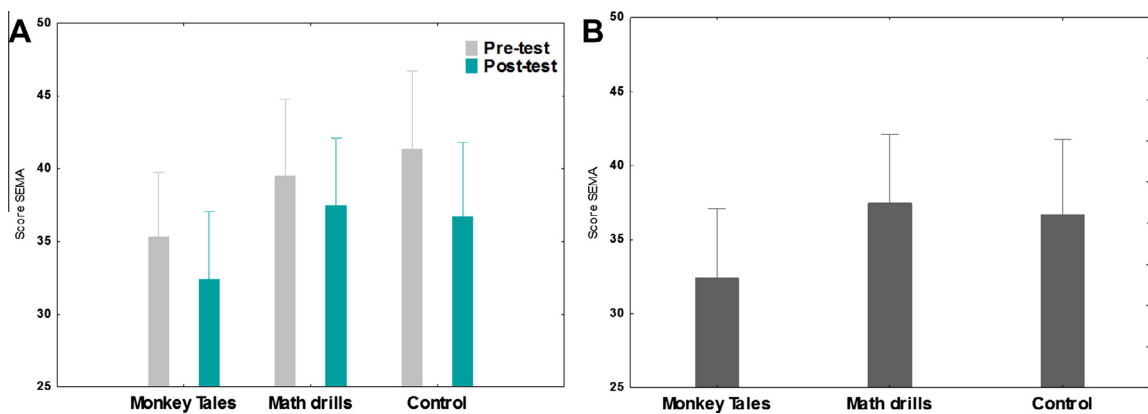 A
Pre-test
Post-test
Score SEMA
50
45
40
35
30
25
Monkey Tales Math drills Control
B
Score SEMA
50
45
40
35
30
25
Monkey Tales Math drills Control